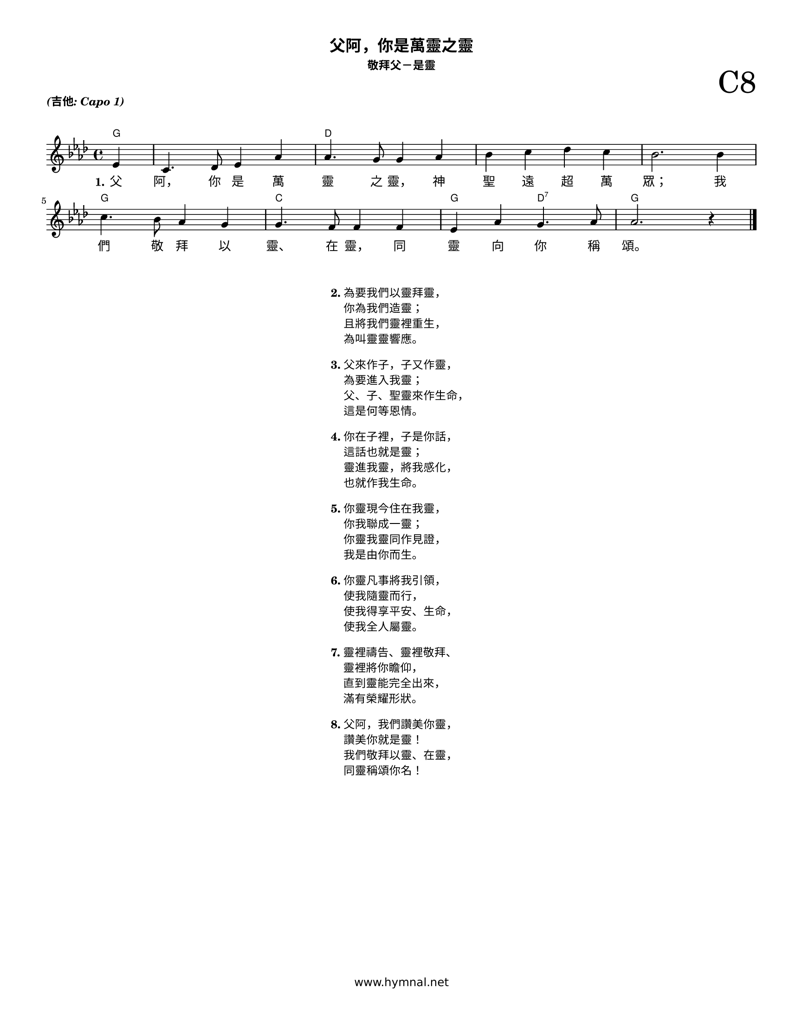 父阿，你是萬靈之靈
敬拜父－是靈
C8
(吉他: Capo 1)
G D
1. 父 阿， 你 是 萬 靈 之 靈， 神 聖 遠 超 萬 眾； 我
5 G C G D7 G
們 敬 拜 以 靈、 在 靈， 同 靈 向 你 稱 頌。
2. 為要我們以靈拜靈，
你為我們造靈；
且將我們靈裡重生，
為叫靈靈響應。
3. 父來作子，子又作靈，
為要進入我靈；
父、子、聖靈來作生命，
這是何等恩情。
4. 你在子裡，子是你話，
這話也就是靈；
靈進我靈，將我感化，
也就作我生命。
5. 你靈現今住在我靈，
你我聯成一靈；
你靈我靈同作見證，
我是由你而生。
6. 你靈凡事將我引領，
使我隨靈而行，
使我得享平安、生命，
使我全人屬靈。
7. 靈裡禱告、靈裡敬拜、
靈裡將你瞻仰，
直到靈能完全出來，
滿有榮耀形狀。
8. 父阿，我們讚美你靈，
讚美你就是靈！
我們敬拜以靈、在靈，
同靈稱頌你名！
www.hymnal.net